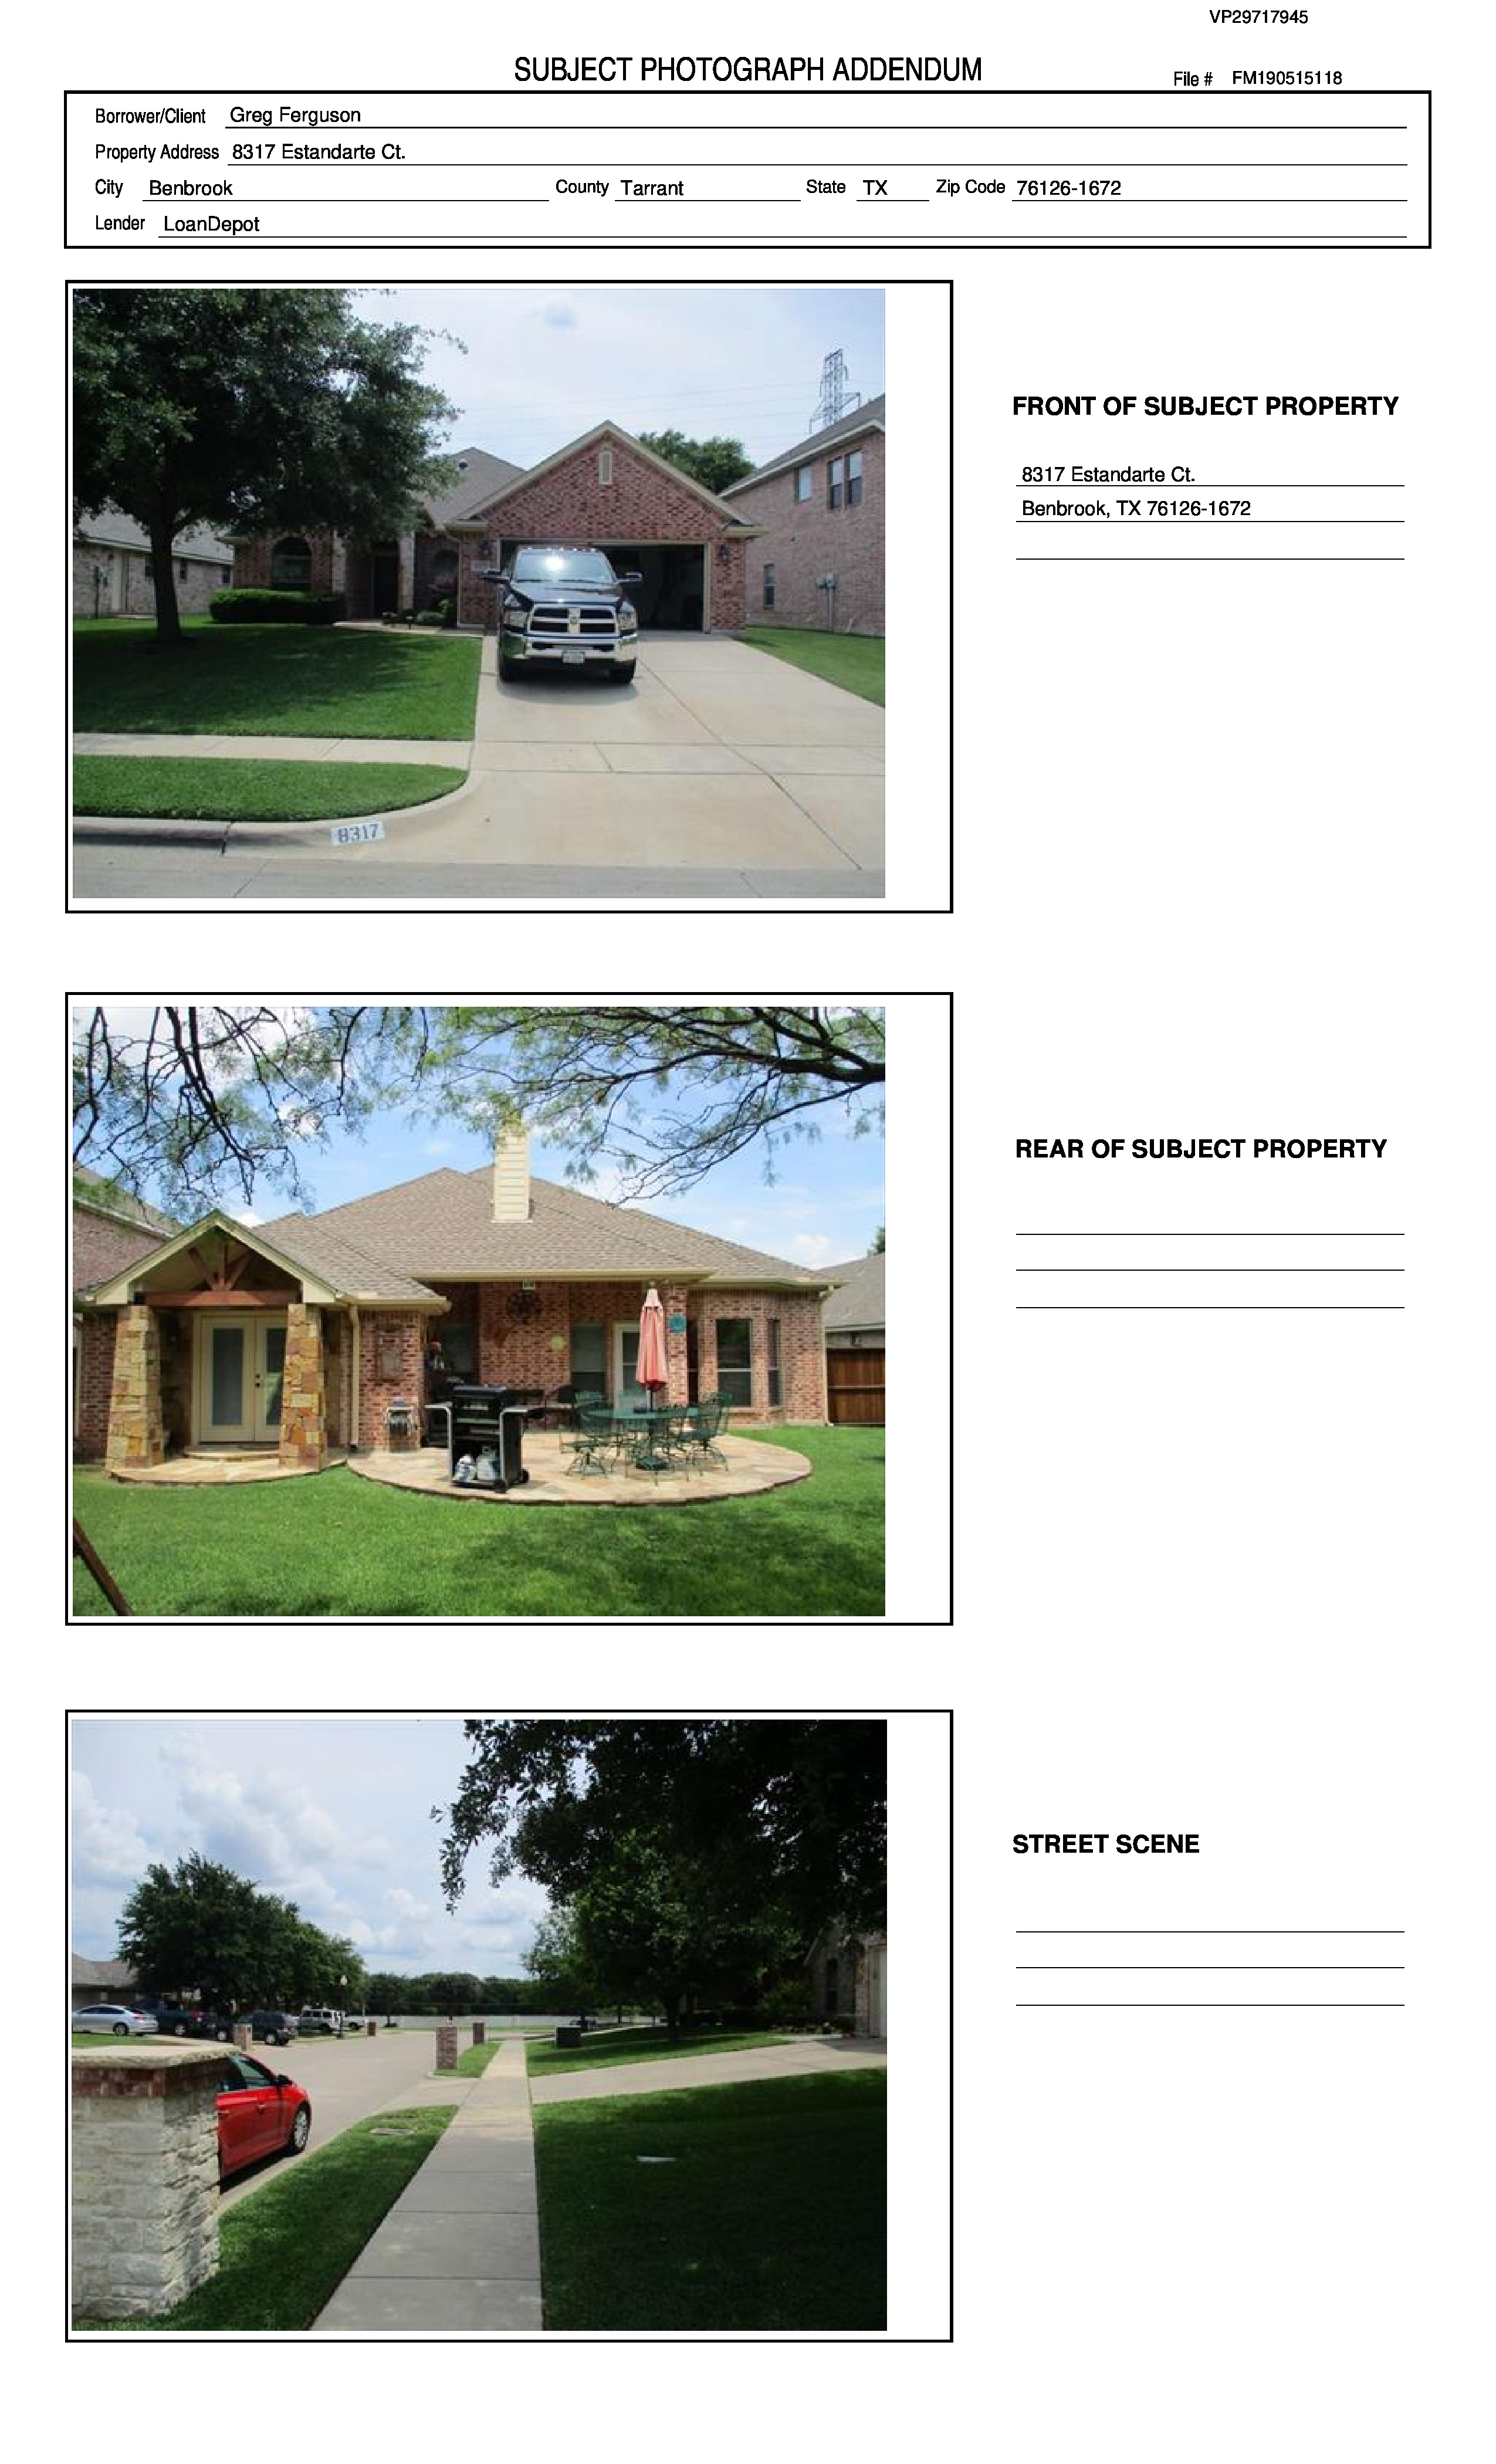 VP29717945
SUBJECT PHOTOGRAPH ADDENDUM
File # FM190515118
Borrower/Client Greg Ferguson
Property Address 8317 Estandarte Ct.
City Benbrook County Tarrant State TX Zip Code 76126-1672
Lender LoanDepot
FRONT OF SUBJECT PROPERTY
8317 Estandarte Ct.
Benbrook, TX 76126-1672
8317
REAR OF SUBJECT PROPERTY
STREET SCENE